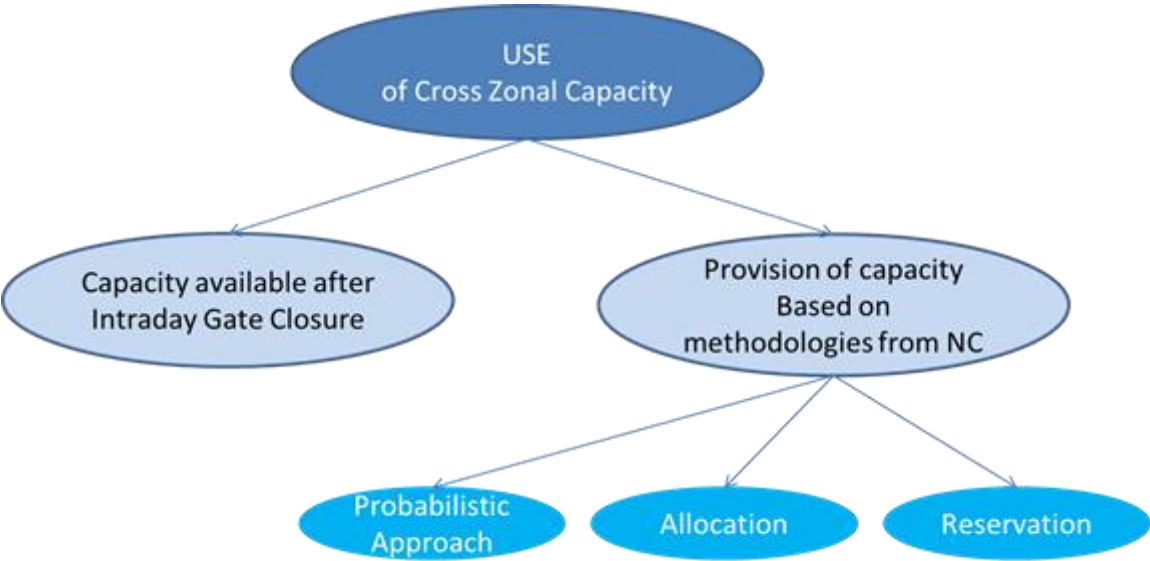 USE
of Cross Zonal Capacity
Capacity available after
Intraday Gate Closure
Provision of capacity
Based on
methodologies from NC
Probabilistic
Approach
Allocation
Reservation